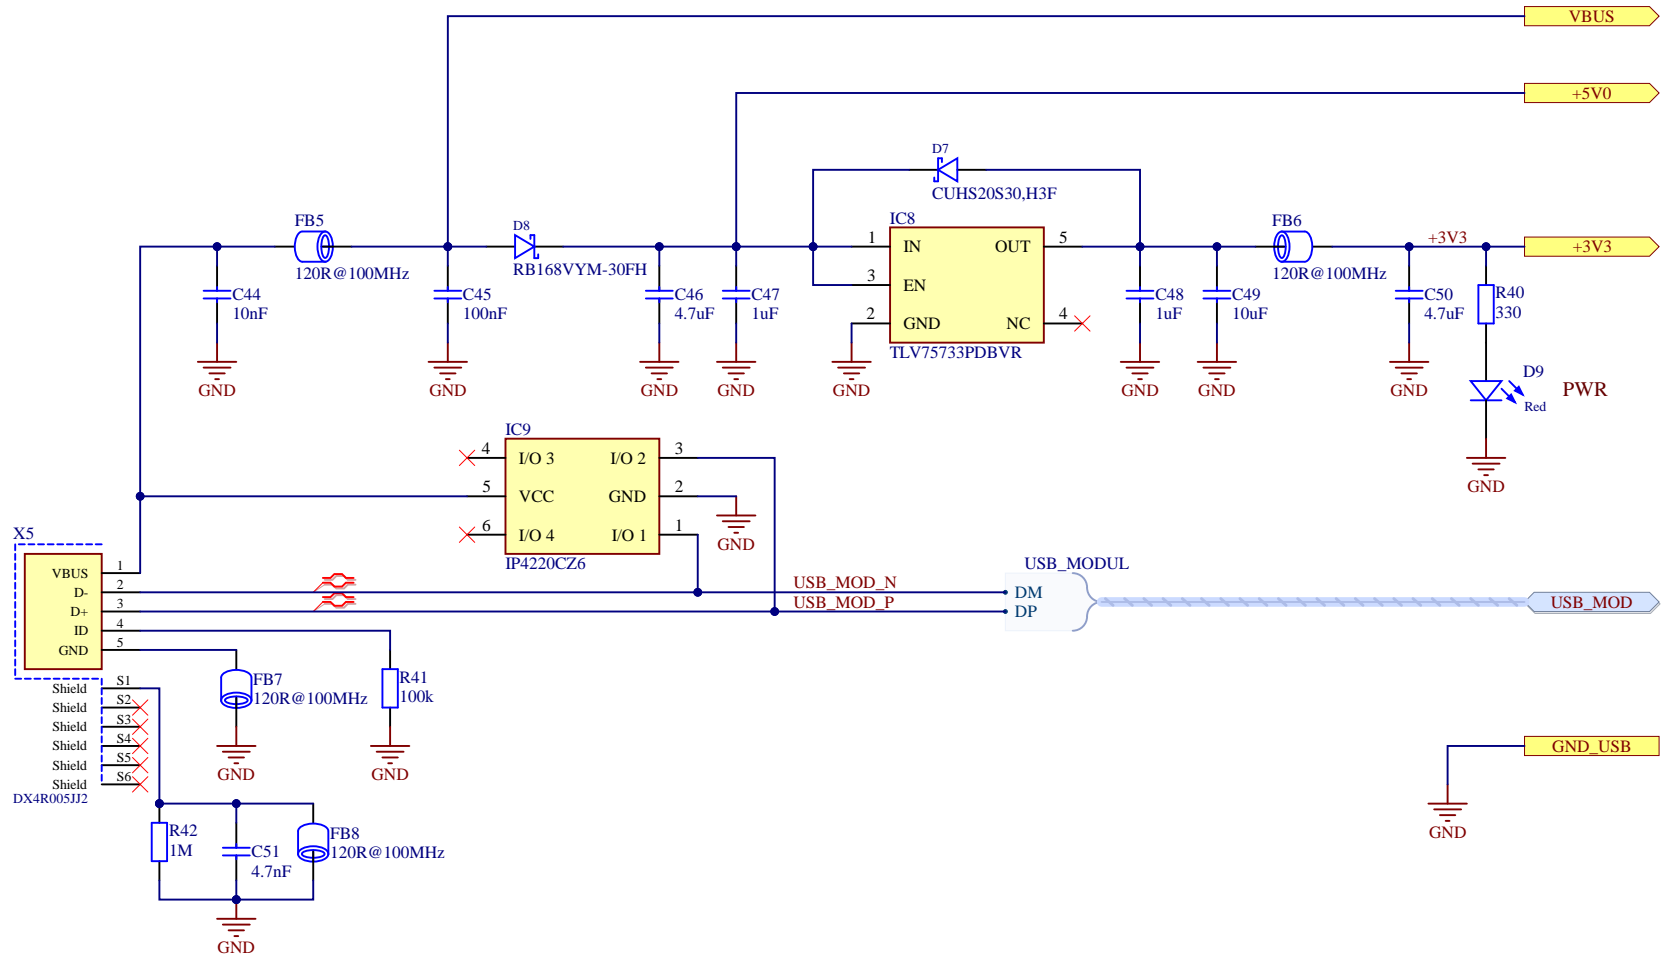 VBUS
+5V0
D7
CUHS20S30,H3F
FB5
120R@100MHz
D8
RB168VYM-30FH
IC8
1 IN OUT 5
3 EN
2 GND NC 4
TLV75733PDBVR
FB6
120R@100MHz
+3V3
+3V3
C44
10nF
C45
100nF
C46
4.7uF
C47
1uF
C48
1uF
C49
10uF
C50
4.7uF
R40
330
GND
GND
GND
GND
GND
GND
GND
GND
D9
Red
PWR
GND
IC9
4 I/O 3 I/O 2 3
5 VCC GND 2
6 I/O 4 I/O 1 1
IP4220CZ6
GND
X5
VBUS 1
D- 2
D+ 3
ID 4
GND 5
USB_MOD_N
USB_MOD_P
USB_MODUL
DM
DP
USB_MOD
Shield S1
Shield S2
Shield S3
Shield S4
Shield S5
Shield S6
DX4R005JJ2
FB7
120R@100MHz
GND
R41
100k
GND
GND_USB
GND
R42
1M
C51
4.7nF
FB8
120R@100MHz
GND